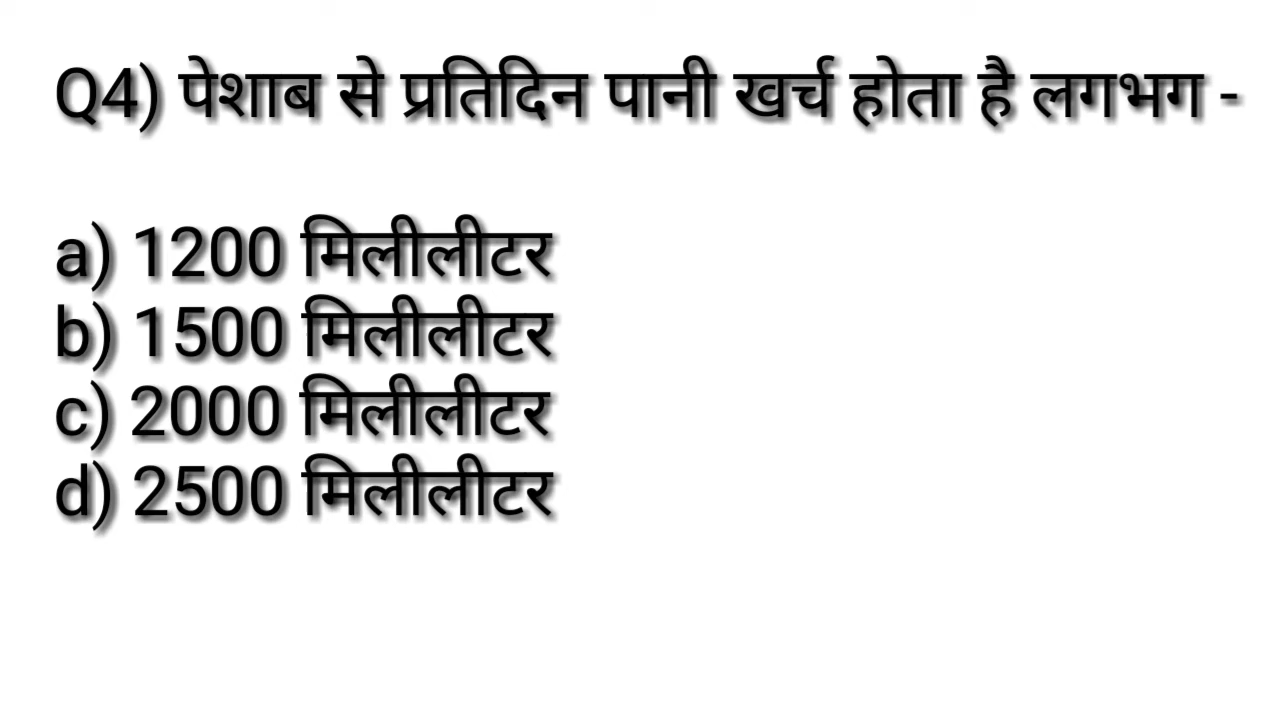 Q4) पेशाब से प्रतिदिन पानी खर्च होता है लगभग -
a) 1200 मिलीलीटर
b) 1500 मिलीलीटर
c) 2000 मिलीलीटर
d) 2500 मिलीलीटर